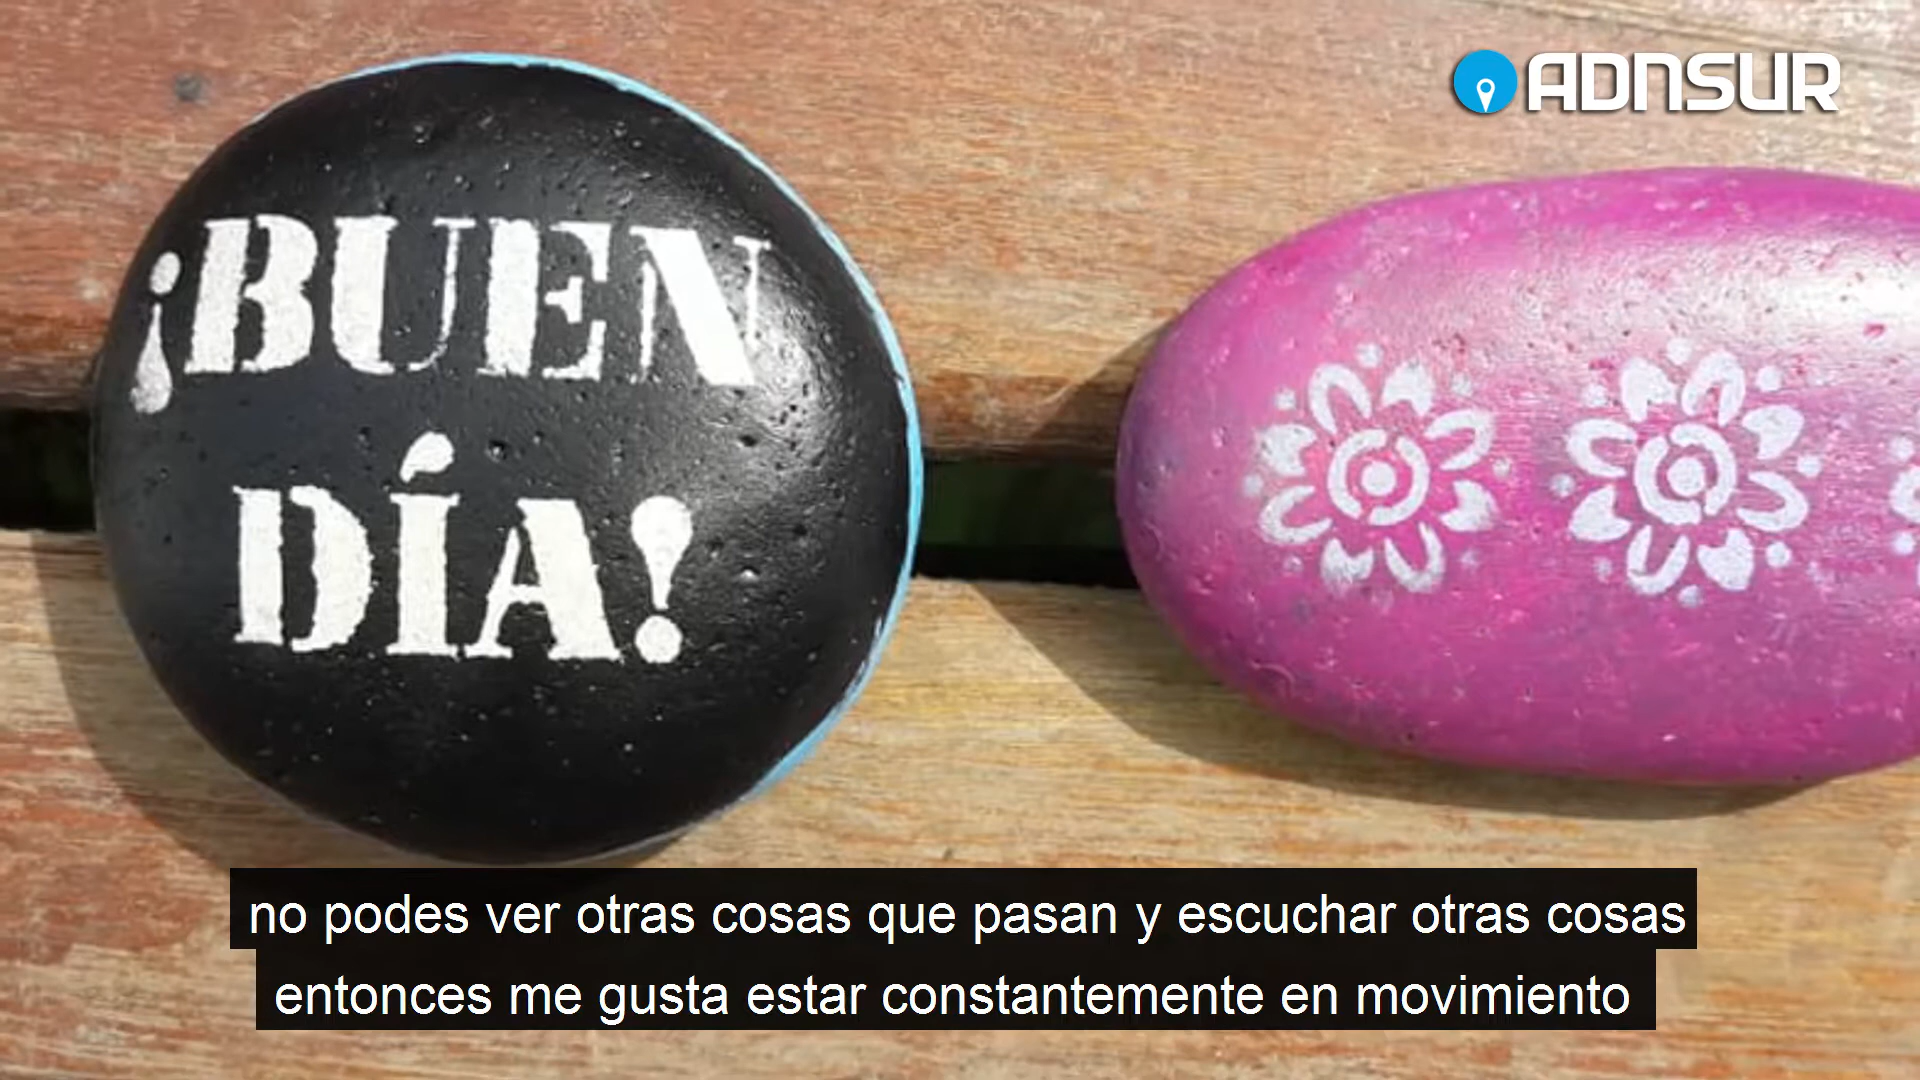 ADNSUR
¡BUEN
DÍA!
no podes ver otras cosas que pasan y escuchar otras cosas
entonces me gusta estar constantemente en movimiento